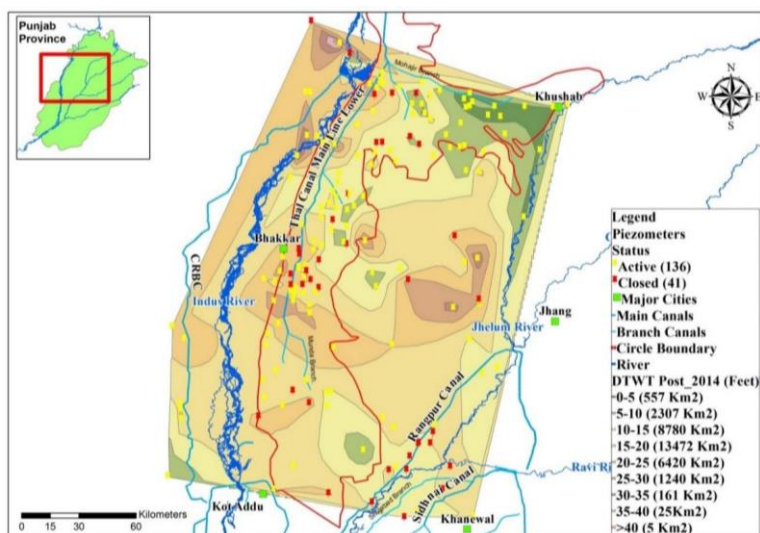 Punjab
Province
Mohajir Branch
Khushab
N
W E
S
Thal Canal Main Line Lower
Bhakkar
CRBC
Indus River
Munda Branch
Jhelum River
Jhang
Rangpur Canal
Ravi Ri
Sidhnai Canal
Branch
Kot Addu
Khanewal
Kilometers
0 15 30 60
Legend
Piezometers
Status
Active (136)
Closed (41)
Major Cities
Main Canals
Branch Canals
Circle Boundary
River
DTWT Post_2014 (Feet)
0-5 (557 Km2)
5-10 (2307 Km2)
10-15 (8780 Km2)
15-20 (13472 Km2)
20-25 (6420 Km2)
25-30 (1240 Km2)
30-35 (161 Km2)
35-40 (25Km2)
>40 (5 Km2)